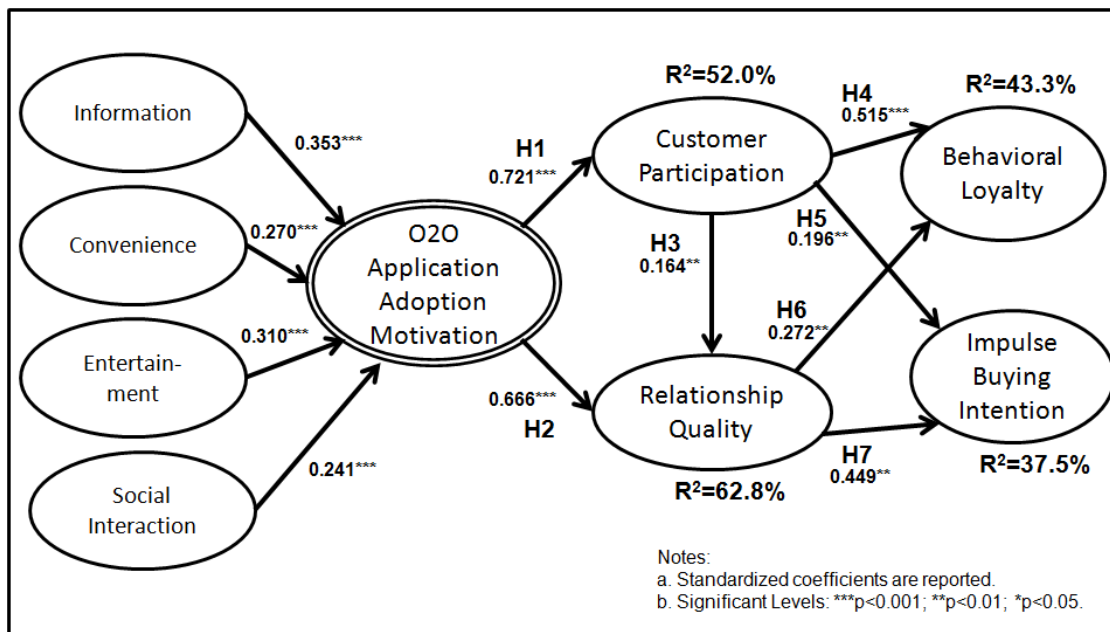 Information
0.353***
Convenience
0.270***
Entertain-
ment
0.310***
Social
Interaction
0.241***
O2O
Application
Adoption
Motivation
H1
0.721***
0.666***
H2
R²=52.0%
Customer
Participation
H3
0.164**
Relationship
Quality
R²=62.8%
H4
0.515***
H5
0.196**
H6
0.272**
H7
0.449**
R²=43.3%
Behavioral
Loyalty
Impulse
Buying
Intention
R²=37.5%
Notes:
a. Standardized coefficients are reported.
b. Significant Levels: ***p<0.001; **p<0.01; *p<0.05.